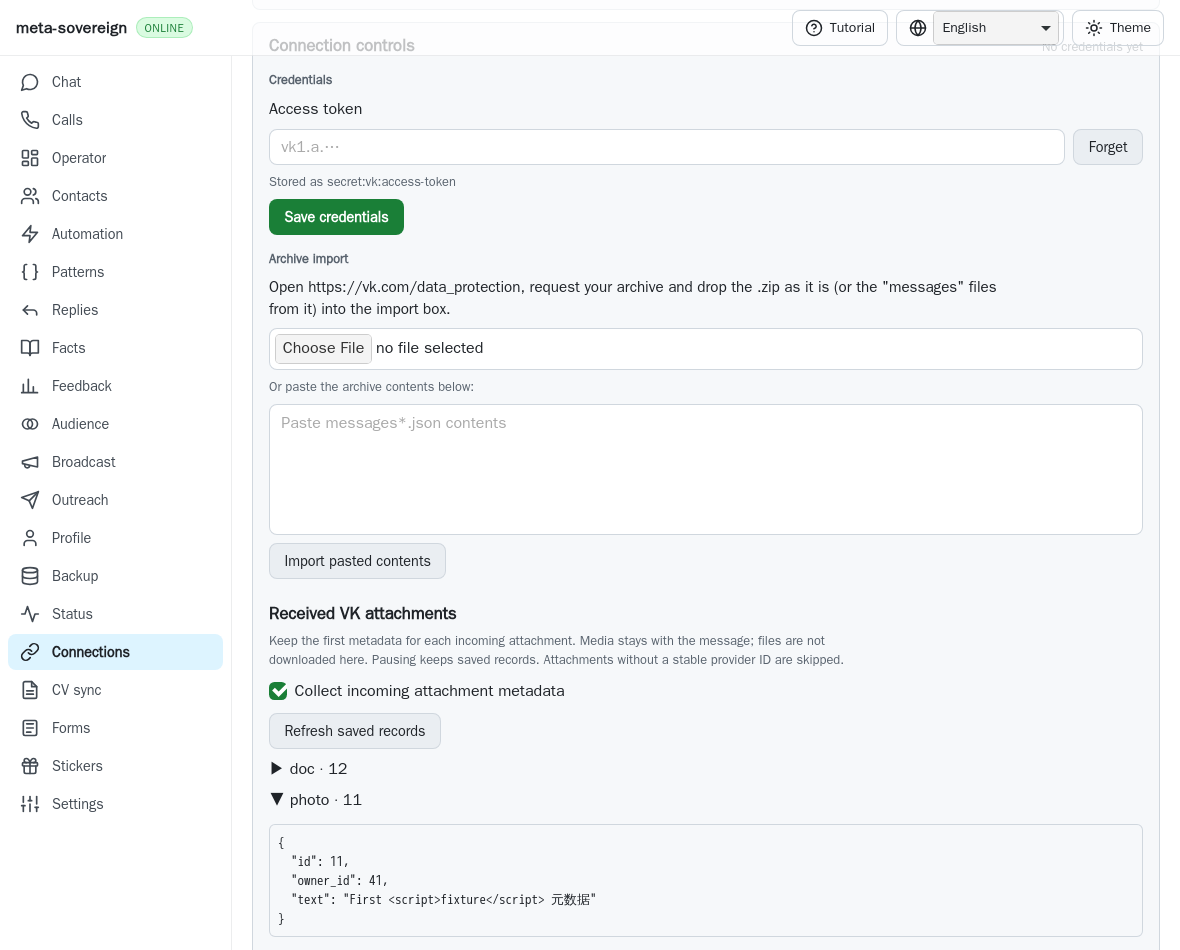 meta-sovereign ONLINE
Tutorial
English
Theme
Chat
Calls
Operator
Contacts
Automation
Patterns
Replies
Facts
Feedback
Audience
Broadcast
Outreach
Profile
Backup
Status
Connections
CV sync
Forms
Stickers
Settings
Connection controls
No credentials yet
Credentials
Access token
vk1.a.···
Forget
Stored as secret:vk:access-token
Save credentials
Archive import
Open https://vk.com/data_protection, request your archive and drop the .zip as it is (or the "messages" files
from it) into the import box.
Choose File no file selected
Or paste the archive contents below:
Paste messages*.json contents
Import pasted contents
Received VK attachments
Keep the first metadata for each incoming attachment. Media stays with the message; files are not
downloaded here. Pausing keeps saved records. Attachments without a stable provider ID are skipped.
Collect incoming attachment metadata
Refresh saved records
▶ doc · 12
▼ photo · 11
{
"id": 11,
"owner_id": 41,
"text": "First <script>fixture</script> 元数据"
}